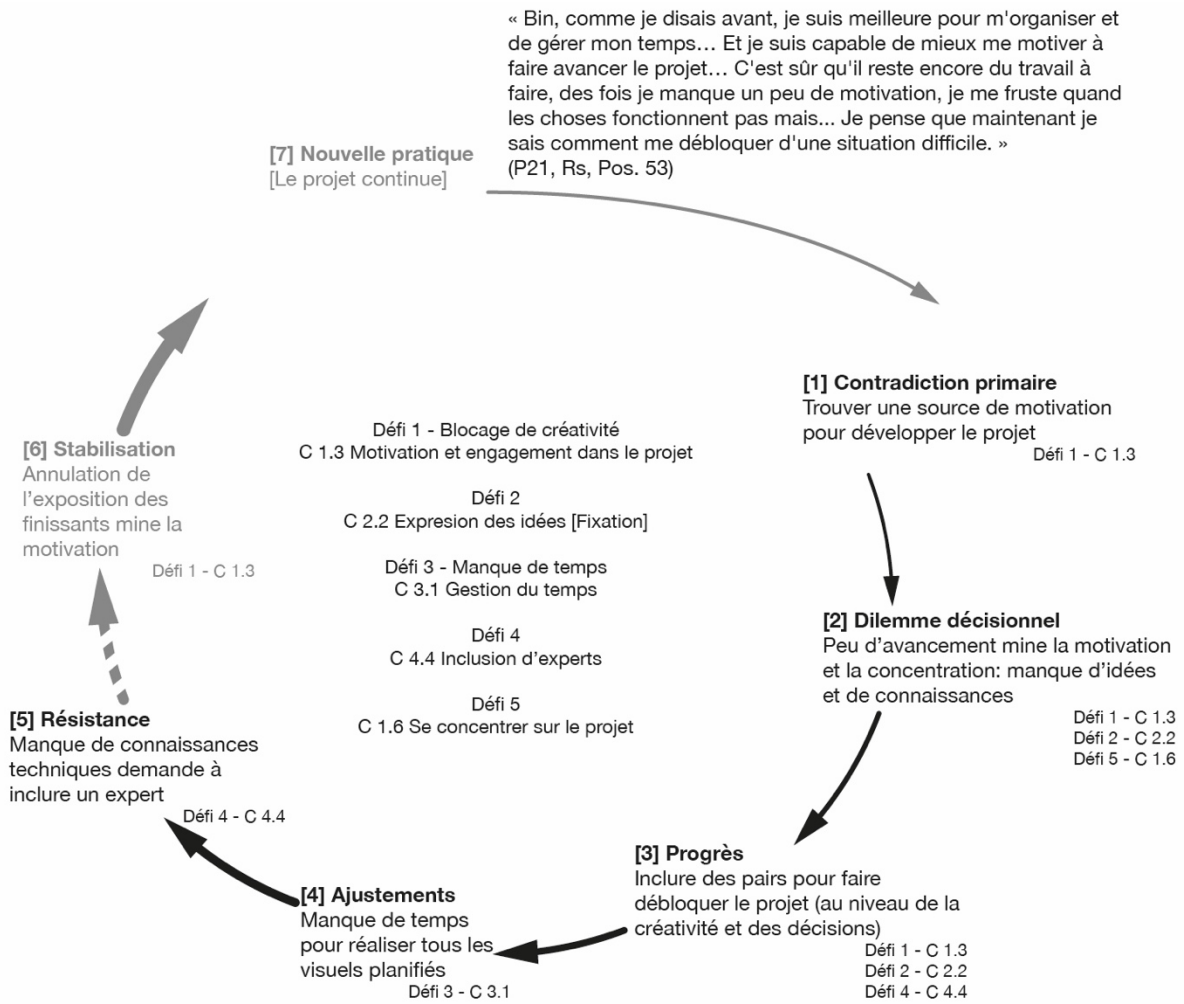 « Bin, comme je disais avant, je suis meilleure pour m'organiser et
de gérer mon temps… Et je suis capable de mieux me motiver à
faire avancer le projet… C'est sûr qu'il reste encore du travail à
faire, des fois je manque un peu de motivation, je me fruste quand
les choses fonctionnent pas mais... Je pense que maintenant je
sais comment me débloquer d'une situation difficile. »
(P21, Rs, Pos. 53)
[7] Nouvelle pratique
[Le projet continue]
[1] Contradiction primaire
Trouver une source de motivation
pour développer le projet
Défi 1 - C 1.3
[2] Dilemme décisionnel
Peu d'avancement mine la motivation
et la concentration: manque d'idées
et de connaissances
Défi 1 - C 1.3
Défi 2 - C 2.2
Défi 5 - C 1.6
[3] Progrès
Inclure des pairs pour faire
débloquer le projet (au niveau de la
créativité et des décisions)
Défi 1 - C 1.3
Défi 2 - C 2.2
Défi 4 - C 4.4
[4] Ajustements
Manque de temps
pour réaliser tous les
visuels planifiés
Défi 3 - C 3.1
[5] Résistance
Manque de connaissances
techniques demande à
inclure un expert
Défi 4 - C 4.4
[6] Stabilisation
Annulation de
l'exposition des
finissants mine la
motivation
Défi 1 - C 1.3
Défi 1 - Blocage de créativité
C 1.3 Motivation et engagement dans le projet
Défi 2
C 2.2 Expresion des idées [Fixation]
Défi 3 - Manque de temps
C 3.1 Gestion du temps
Défi 4
C 4.4 Inclusion d'experts
Défi 5
C 1.6 Se concentrer sur le projet